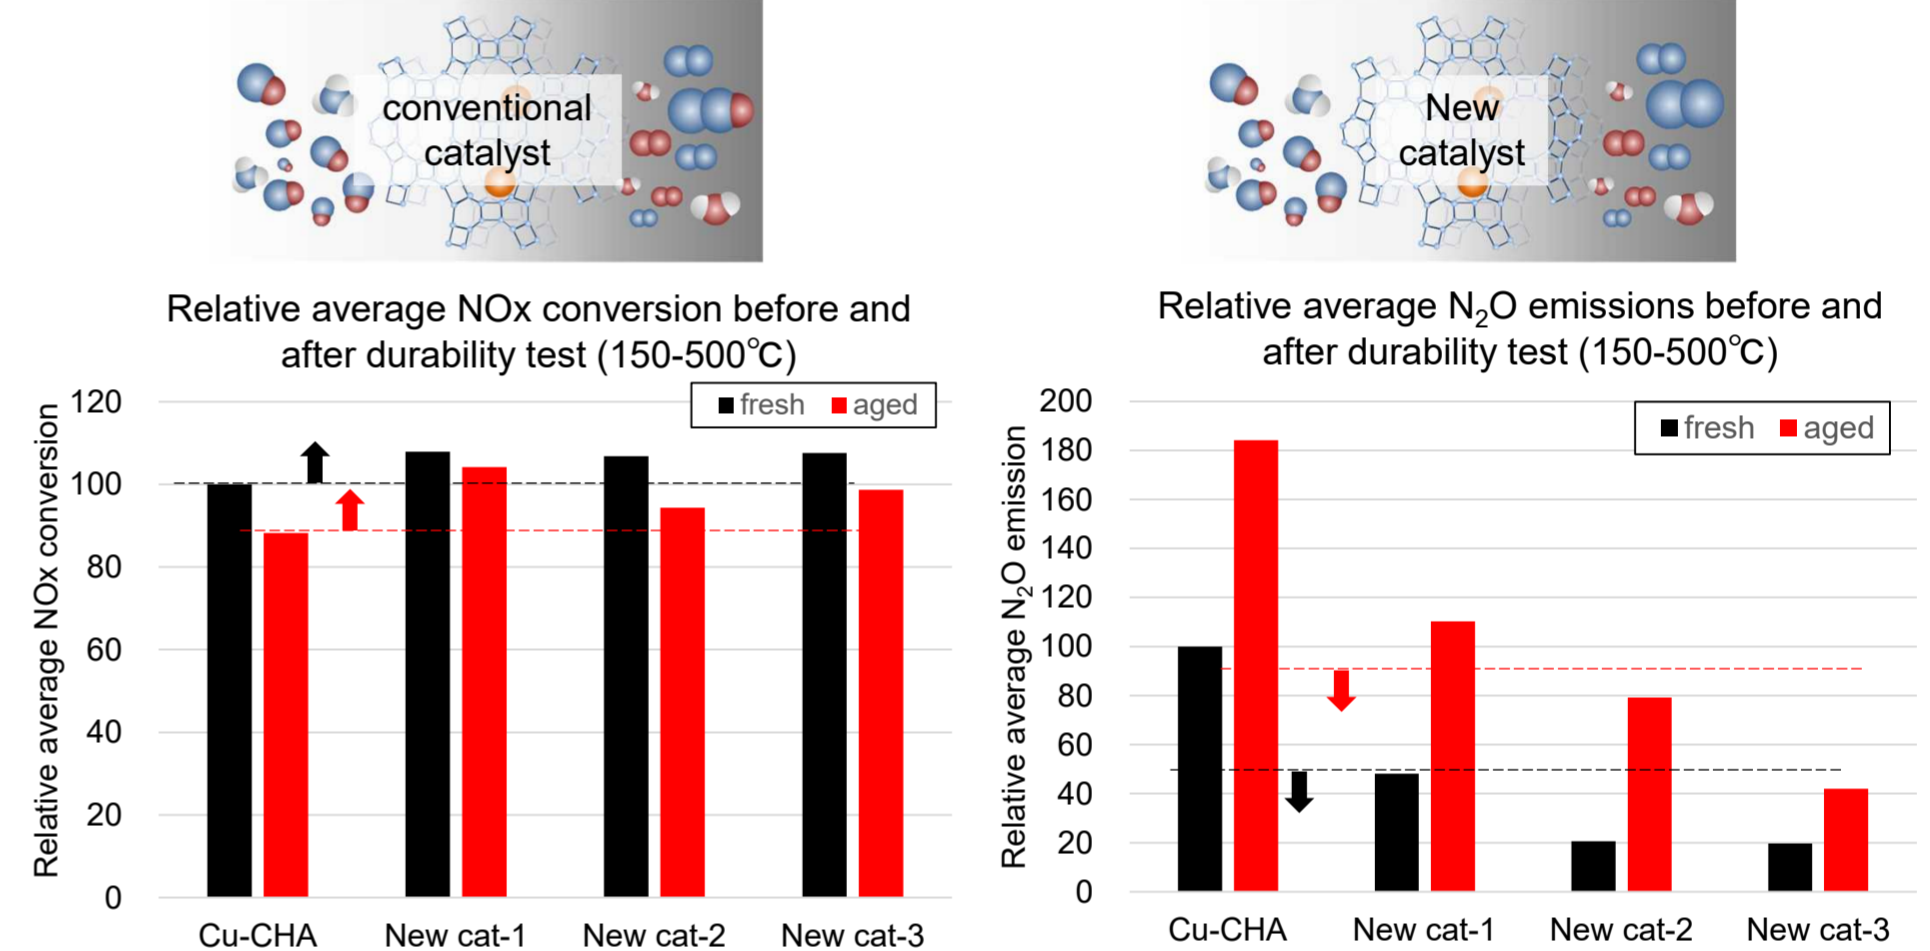 conventional
catalyst
New
catalyst
Relative average NOx conversion before and
after durability test (150-500℃)
fresh
aged
Relative average NOx conversion
120
100
80
60
40
20
0
Cu-CHA
New cat-1
New cat-2
New cat-3
Relative average N₂O emissions before and
after durability test (150-500℃)
fresh
aged
Relative average N₂O emission
200
180
160
140
120
100
80
60
40
20
0
Cu-CHA
New cat-1
New cat-2
New cat-3